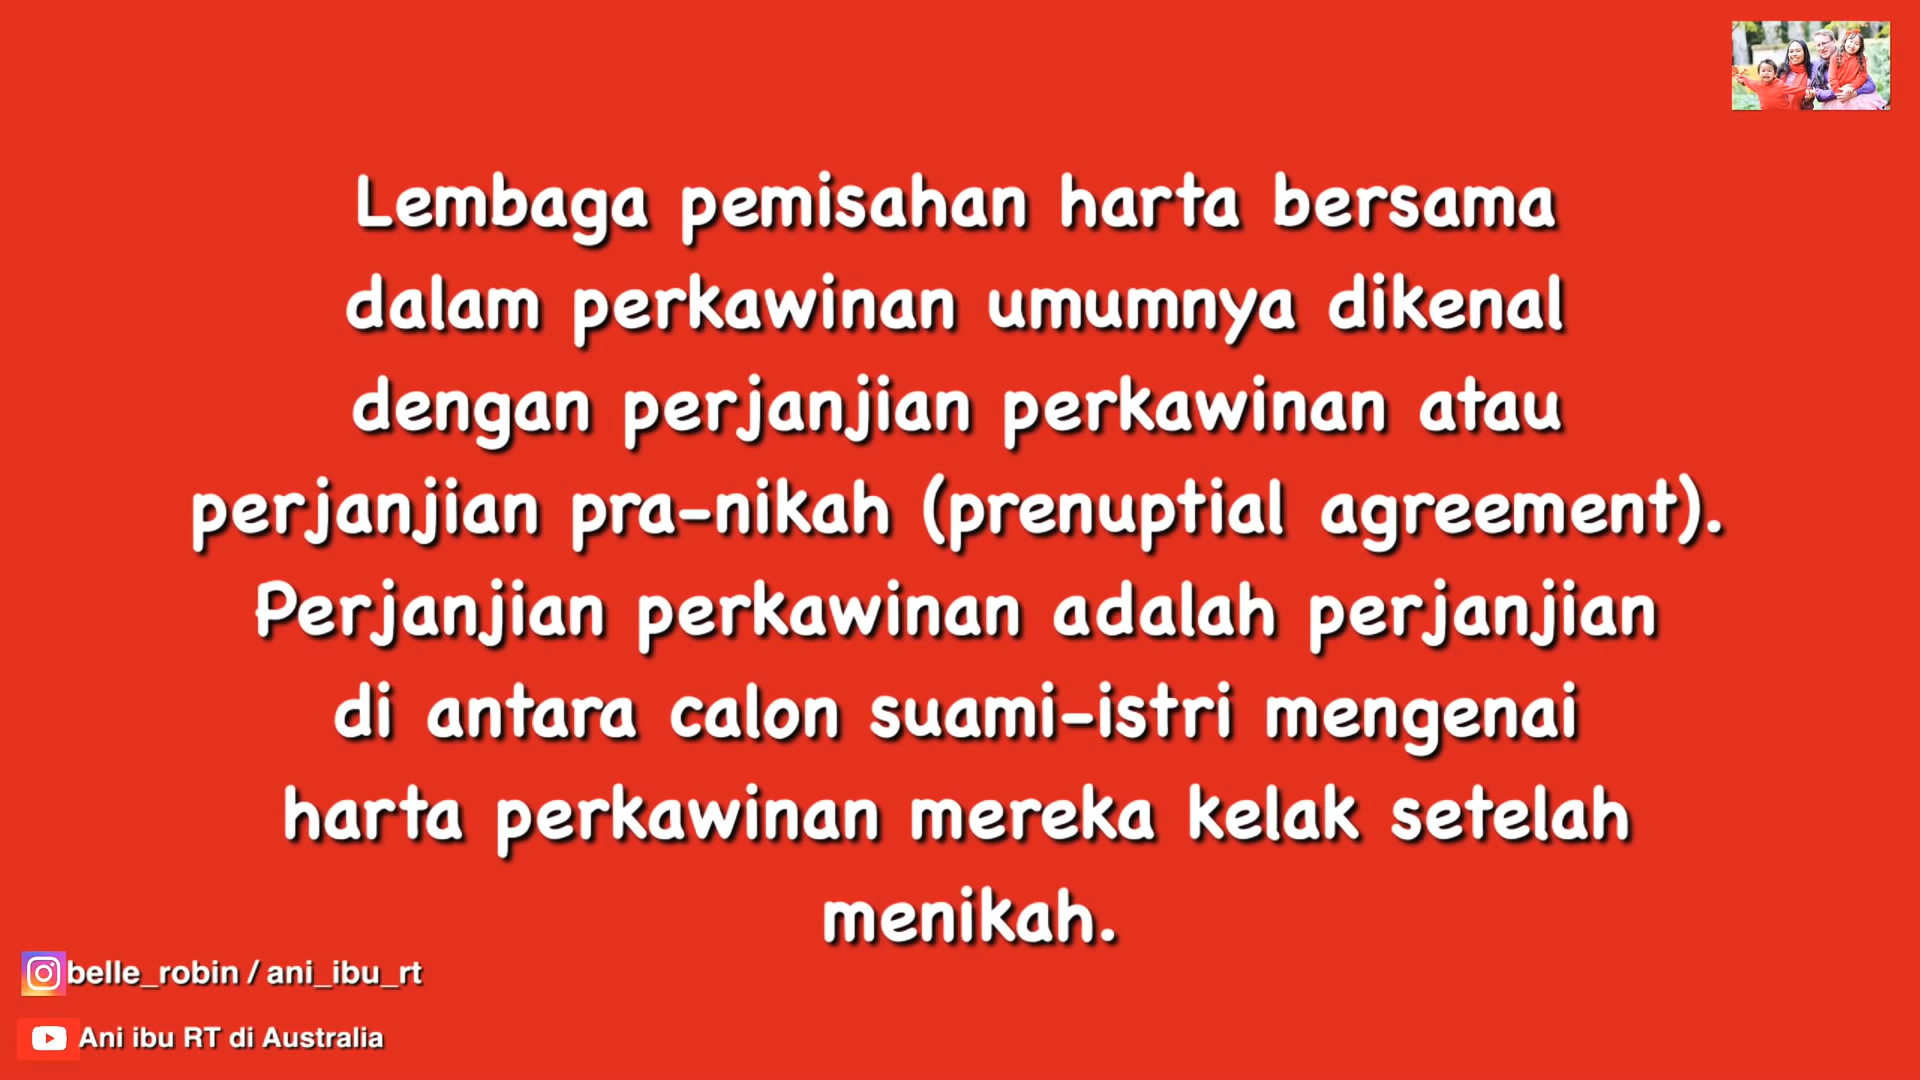 Lembaga pemisahan harta bersama
dalam perkawinan umumnya dikenal
dengan perjanjian perkawinan atau
perjanjian pra-nikah (prenuptial agreement).
Perjanjian perkawinan adalah perjanjian
di antara calon suami-istri mengenai
harta perkawinan mereka kelak setelah
menikah.
belle_robin / ani_ibu_rt
Ani ibu RT di Australia